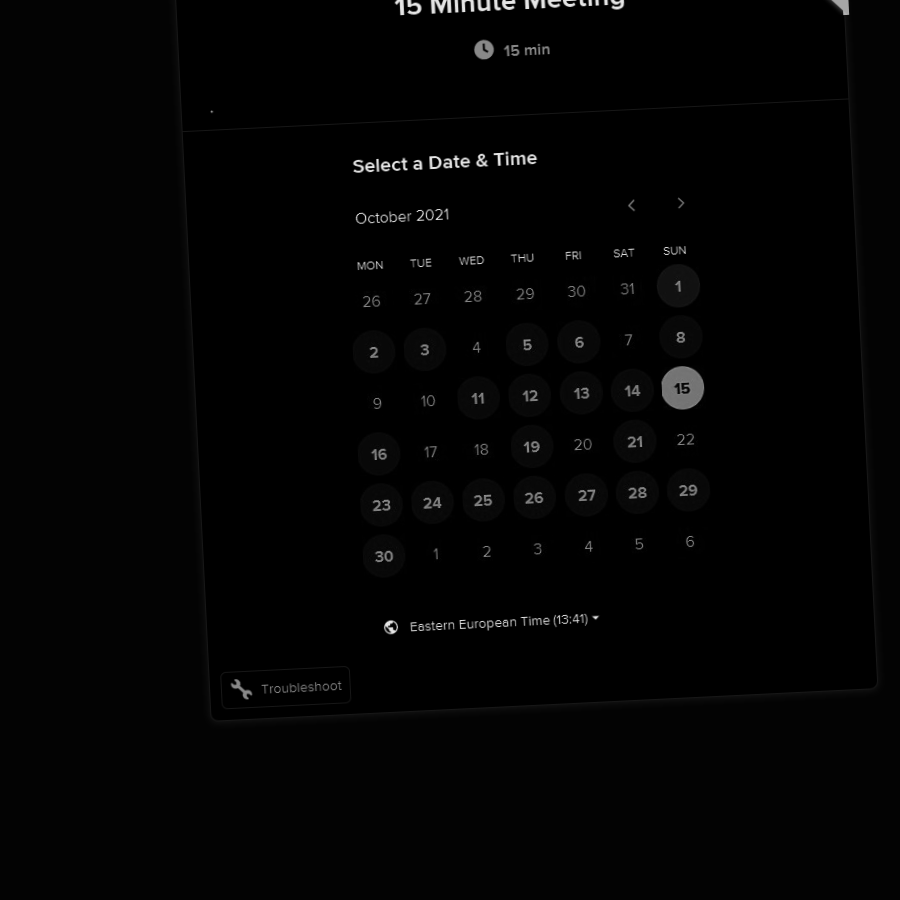 15 Minute Meeting
15 min
.
Select a Date & Time
October 2021
MON TUE WED THU FRI SAT SUN
26 27 28 29 30 31 1
2 3 4 5 6 7 8
9 10 11 12 13 14 15
16 17 18 19 20 21 22
23 24 25 26 27 28 29
30 1 2 3 4 5 6
Eastern European Time (13:41)
Troubleshoot